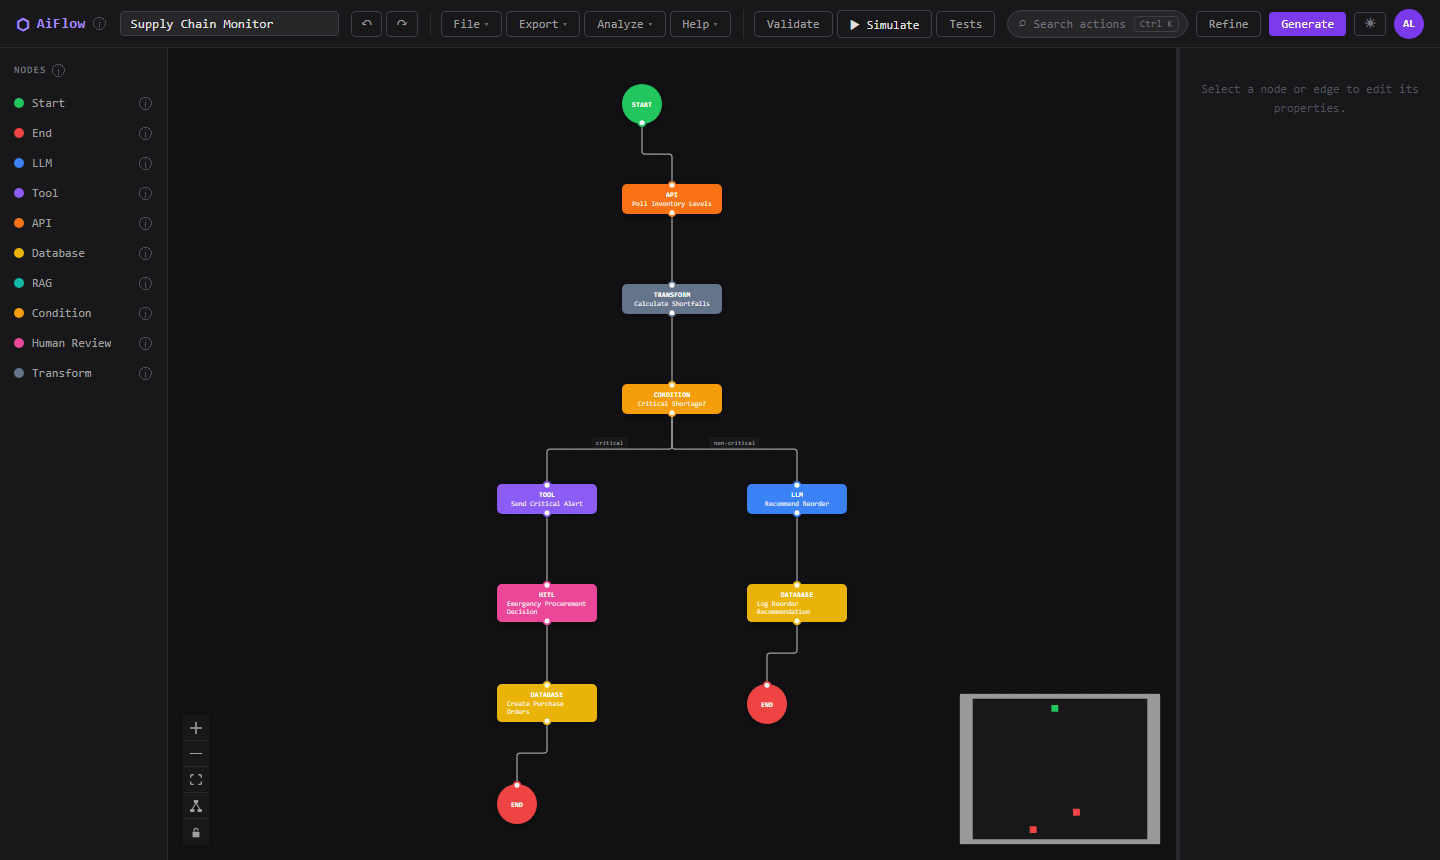 AiFlow
Supply Chain Monitor
File
Export
Analyze
Help
Validate
Simulate
Tests
Search actions
Ctrl K
Refine
Generate
AL
NODES
Start
End
LLM
Tool
API
Database
RAG
Condition
Human Review
Transform
START
API
Poll Inventory Levels
TRANSFORM
Calculate Shortfalls
CONDITION
Critical Shortage?
critical
non-critical
TOOL
Send Critical Alert
LLM
Recommend Reorder
HITL
Emergency Procurement
Decision
DATABASE
Log Reorder
Recommendation
DATABASE
Create Purchase
Orders
END
END
Select a node or edge to edit its
properties.